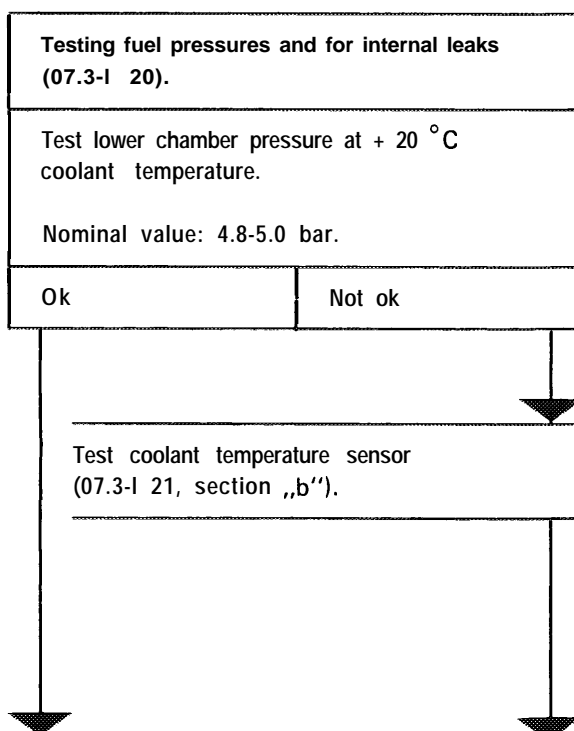 Testing fuel pressures and for internal leaks
(07.3-I 20).
Test lower chamber pressure at + 20 °C
coolant temperature.
Nominal value: 4.8-5.0 bar.
Ok
Not ok
Test coolant temperature sensor
(07.3-I 21, section „b“).